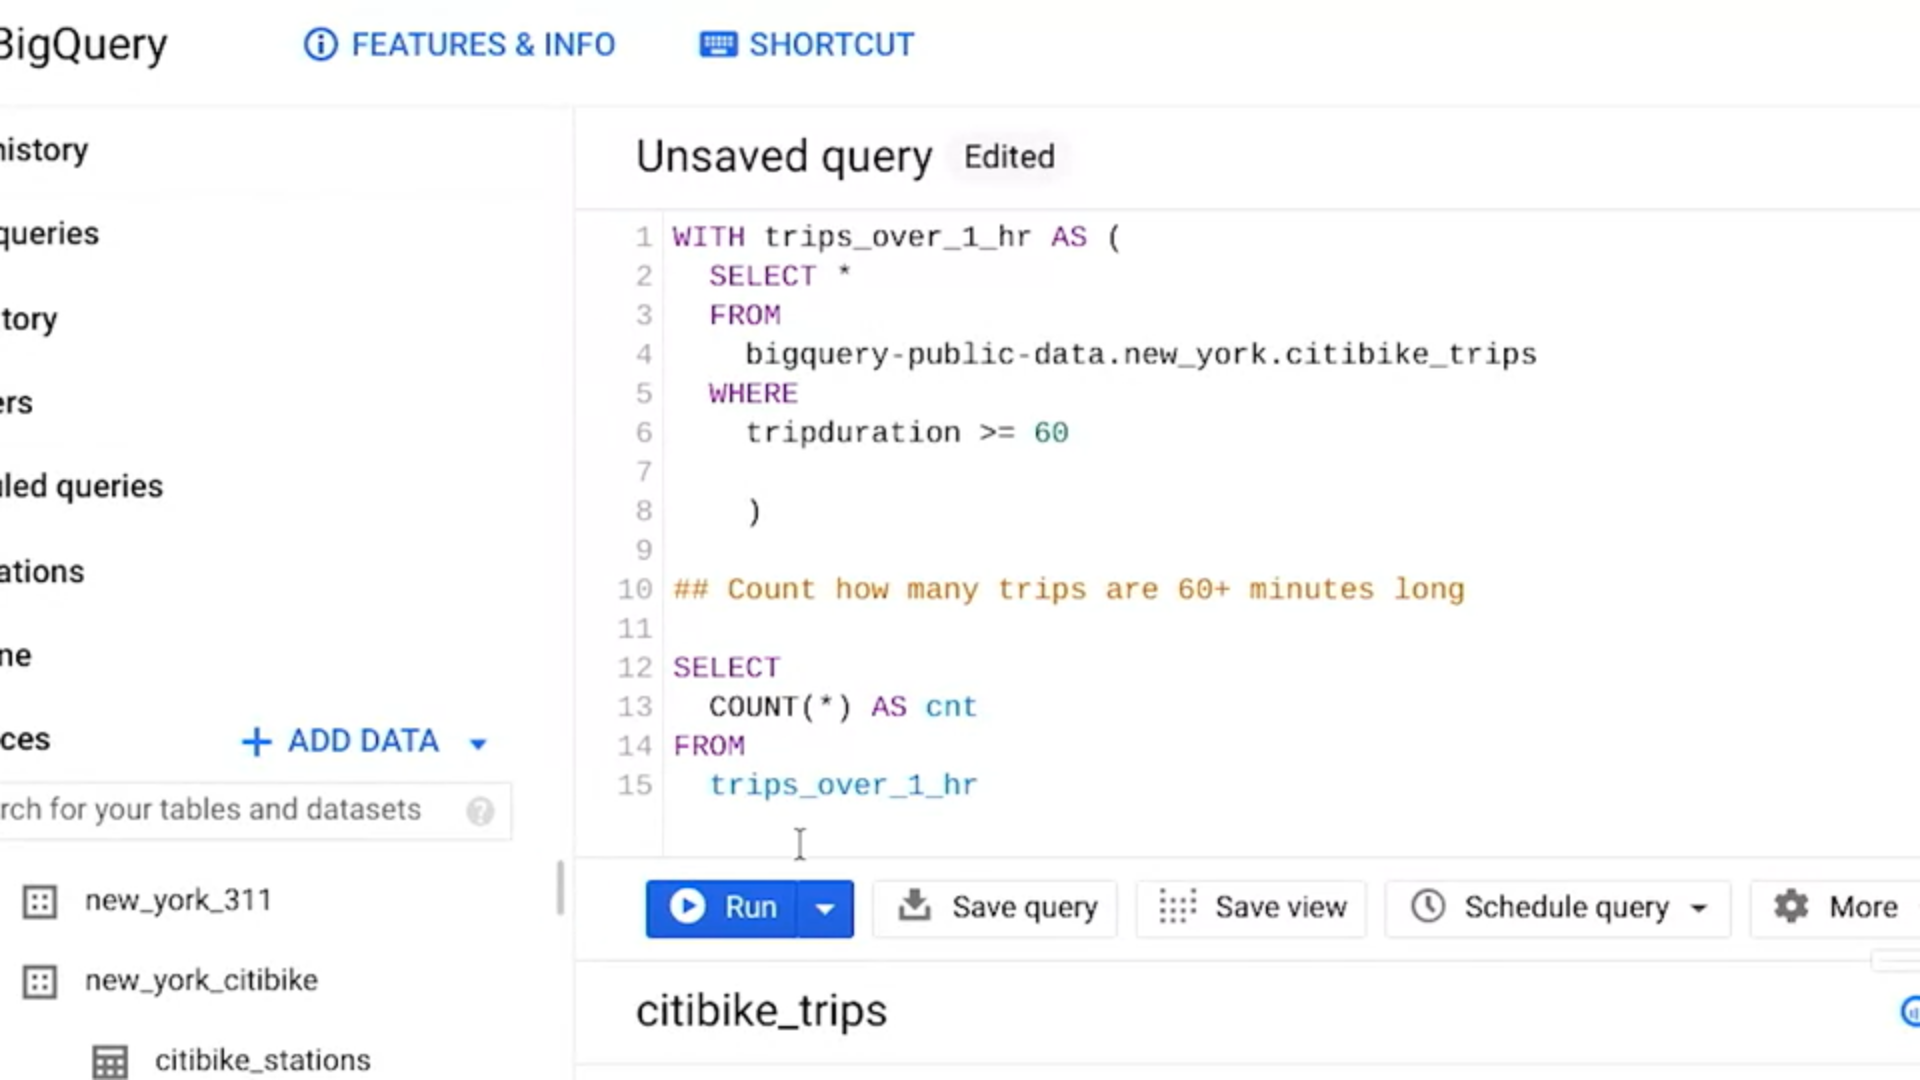 BigQuery
FEATURES & INFO
SHORTCUT
history
queries
tory
ers
led queries
ations
ne
ces
ADD DATA
rch for your tables and datasets
?
new_york_311
new_york_citibike
citibike_stations
Unsaved query
Edited
1 WITH trips_over_1_hr AS (
2 SELECT *
3 FROM
4 bigquery-public-data.new_york.citibike_trips
5 WHERE
6 tripduration >= 60
7
8 )
9
10 ## Count how many trips are 60+ minutes long
11
12 SELECT
13 COUNT(*) AS cnt
14 FROM
15 trips_over_1_hr
Run
Save query
Save view
Schedule query
More
citibike_trips